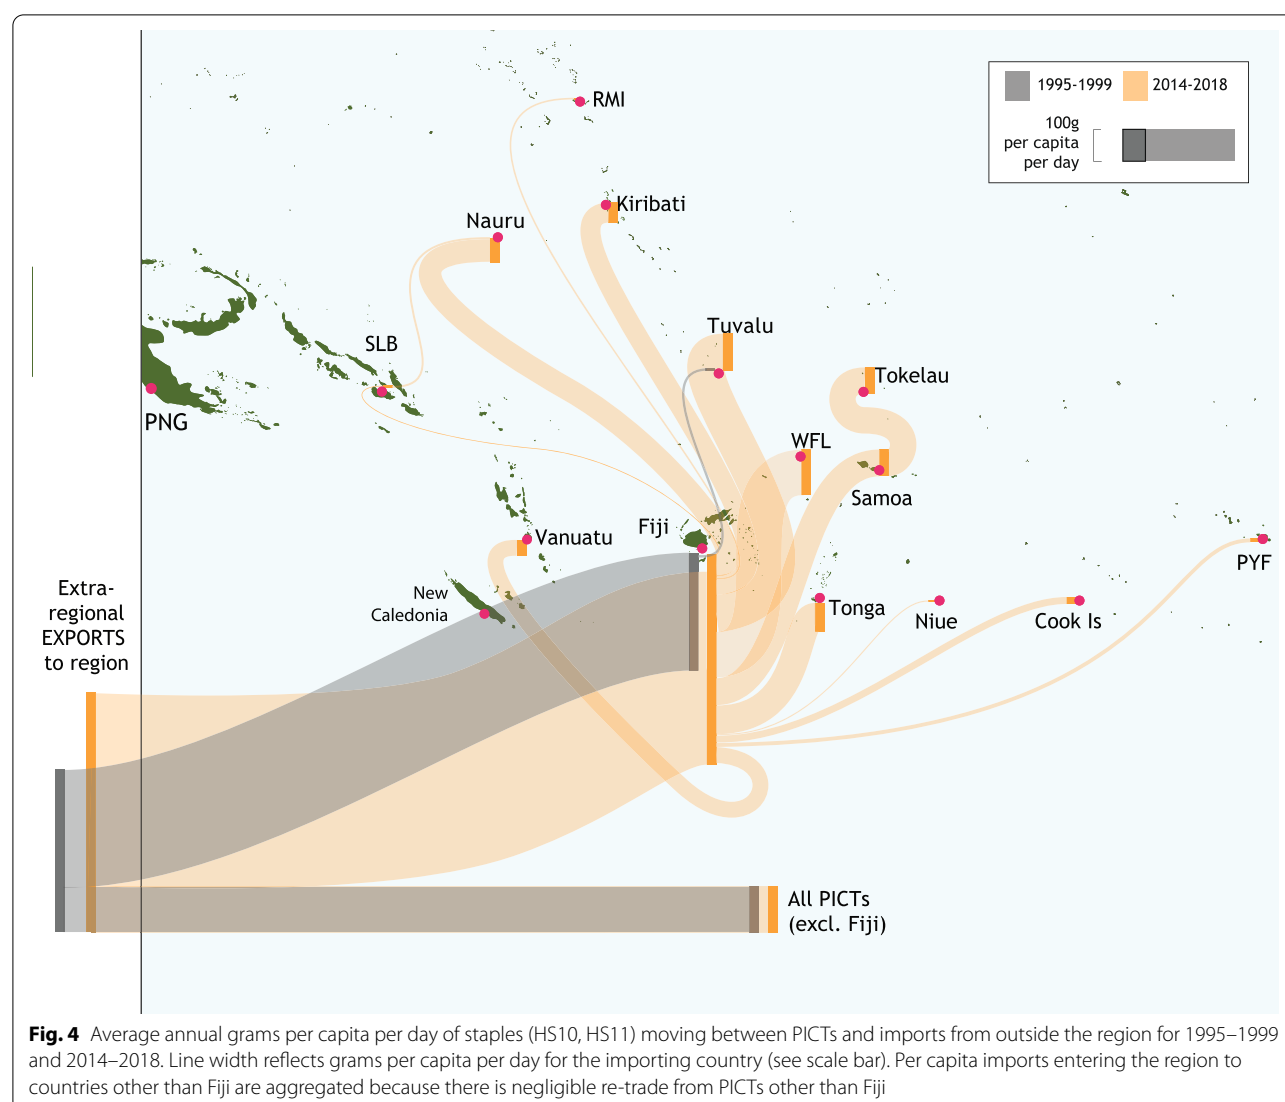 RMI
1995-1999
2014-2018
100g
per capita
per day
Kiribati
Nauru
Tuvalu
SLB
Tokelau
PNG
WFL
Samoa
Fiji
Vanuatu
PYF
Extra-
regional
EXPORTS
to region
New
Caledonia
Tonga
Niue
Cook Is
All PICTs
(excl. Fiji)
Fig. 4 Average annual grams per capita per day of staples (HS10, HS11) moving between PICTs and imports from outside the region for 1995–1999
and 2014–2018. Line width reflects grams per capita per day for the importing country (see scale bar). Per capita imports entering the region to
countries other than Fiji are aggregated because there is negligible re-trade from PICTs other than Fiji